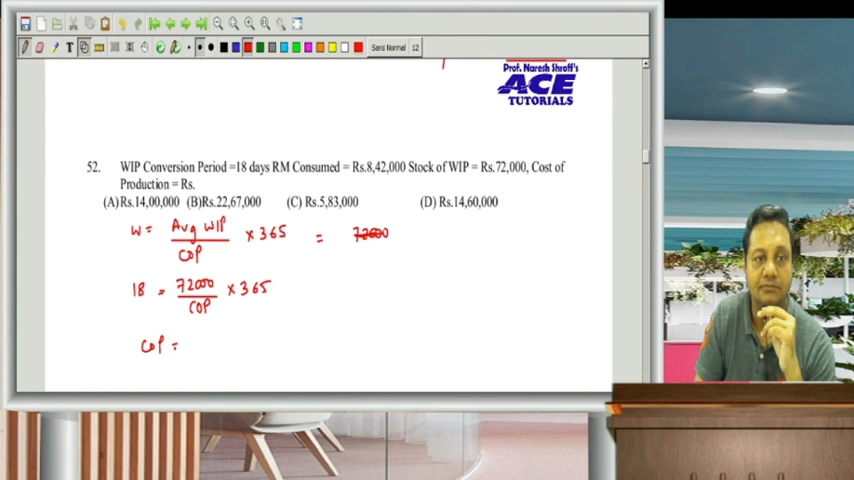 Sans Normal 12
Prof. Naresh Shroff's
ACE
TUTORIALS
52. WIP Conversion Period =18 days RM Consumed = Rs.8,42,000 Stock of WIP = Rs.72,000, Cost of
Production = Rs.
(A)Rs.14,00,000 (B)Rs.22,67,000 (C) Rs.5,83,000 (D) Rs.14,60,000
W = Avg WIP / COP × 365 = 72000
18 = 72000 / COP × 365
COP =